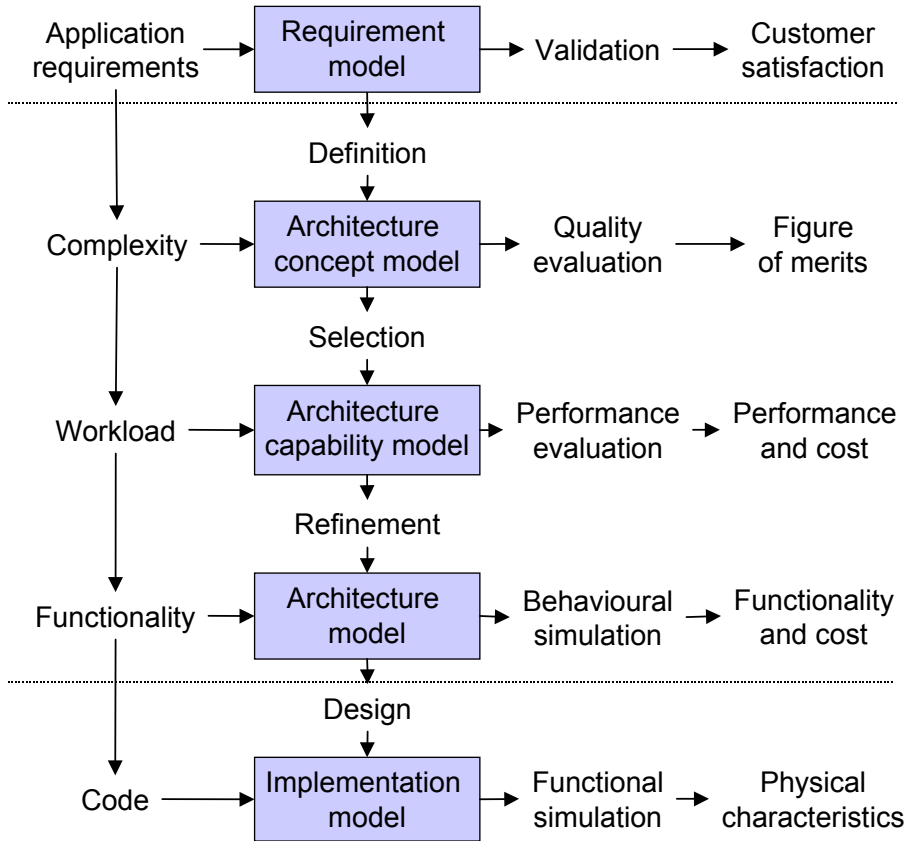 Application
requirements
Requirement
model
Validation
Customer
satisfaction
Definition
Complexity
Architecture
concept model
Quality
evaluation
Figure
of merits
Selection
Workload
Architecture
capability model
Performance
evaluation
Performance
and cost
Refinement
Functionality
Architecture
model
Behavioural
simulation
Functionality
and cost
Design
Code
Implementation
model
Functional
simulation
Physical
characteristics